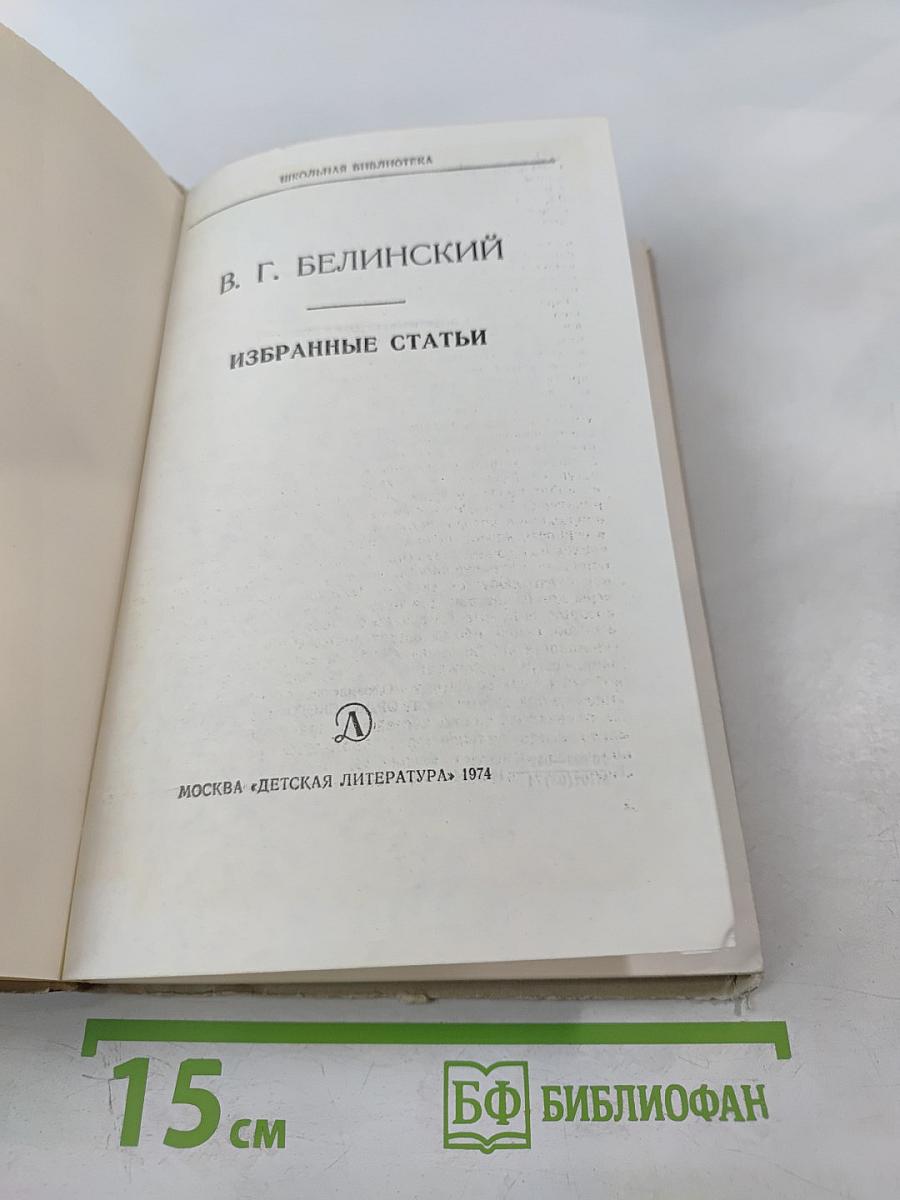 ШКОЛЬНАЯ БИБЛИОТЕКА
В. Г. БЕЛИНСКИЙ
ИЗБРАННЫЕ СТАТЬИ
МОСКВА «ДЕТСКАЯ ЛИТЕРАТУРА» 1974
15 см
БФ БИБЛИОФАН